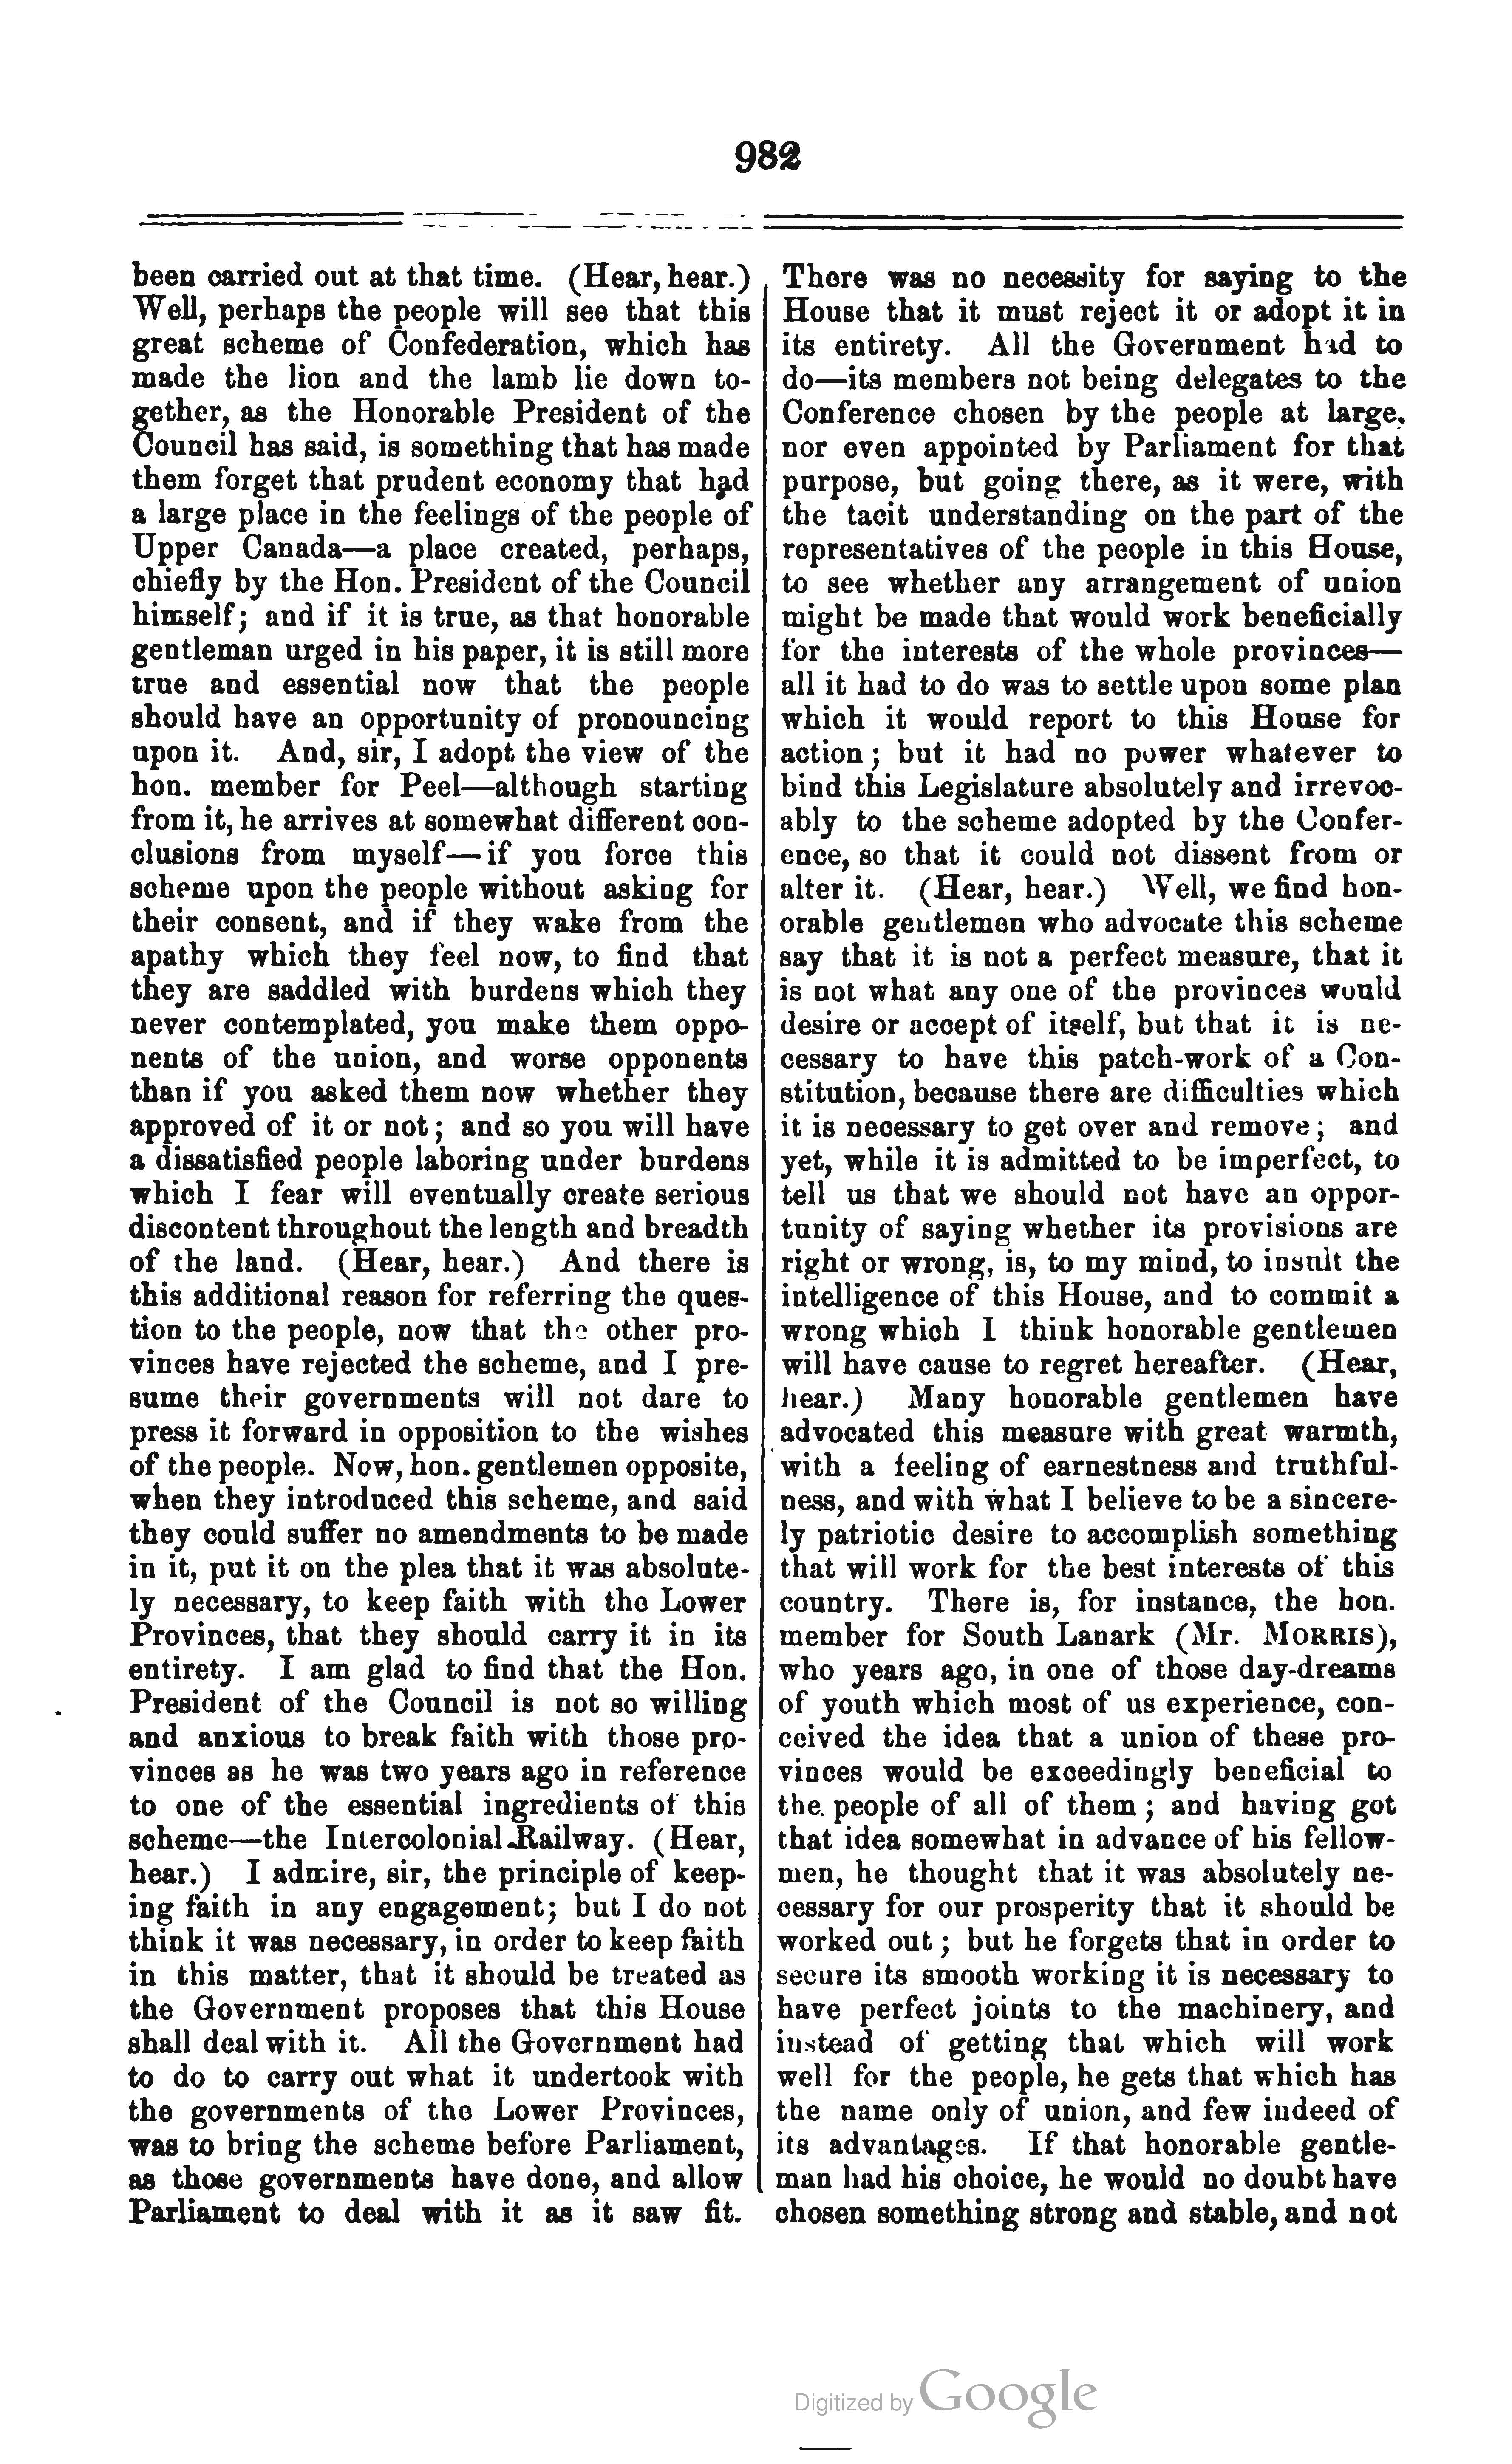 982
been carried out at that time. (Hear, hear.)
Well, perhaps the people will see that this
great scheme of Confederation, which has
made the lion and the lamb lie down to-
gether, as the Honorable President of the
Council has said, is something that has made
them forget that prudent economy that had
a large place in the feelings of the people of
Upper Canada—a place created, perhaps,
chiefly by the Hon. President of the Council
himself; and if it is true, as that honorable
gentleman urged in his paper, it is still more
true and essential now that the people
should have an opportunity of pronouncing
upon it. And, sir, I adopt the view of the
hon. member for Peel—although starting
from it, he arrives at somewhat different con-
clusions from myself—if you force this
scheme upon the people without asking for
their consent, and if they wake from the
apathy which they feel now, to find that
they are saddled with burdens which they
never contemplated, you make them oppo-
nents of the union, and worse opponents
than if you asked them now whether they
approved of it or not; and so you will have
a dissatisfied people laboring under burdens
which I fear will eventually create serious
discontent throughout the length and breadth
of the land. (Hear, hear.) And there is
this additional reason for referring the ques-
tion to the people, now that the other pro-
vinces have rejected the scheme, and I pre-
sume their governments will not dare to
press it forward in opposition to the wishes
of the people. Now, hon. gentlemen opposite,
when they introduced this scheme, and said
they could suffer no amendments to be made
in it, put it on the plea that it was absolute-
ly necessary, to keep faith with the Lower
Provinces, that they should carry it in its
entirety. I am glad to find that the Hon.
President of the Council is not so willing
and anxious to break faith with those pro-
vinces as he was two years ago in reference
to one of the essential ingredients of this
scheme—the Intercolonial Railway. (Hear,
hear.) I admire, sir, the principle of keep-
ing faith in any engagement; but I do not
think it was necessary, in order to keep faith
in this matter, that it should be treated as
the Government proposes that this House
shall deal with it. All the Government had
to do to carry out what it undertook with
the governments of the Lower Provinces,
was to bring the scheme before Parliament,
as those governments have done, and allow
Parliament to deal with it as it saw fit.
There was no necessity for saying to the
House that it must reject it or adopt it in
its entirety. All the Government had to
do—its members not being delegates to the
Conference chosen by the people at large,
nor even appointed by Parliament for that
purpose, but going there, as it were, with
the tacit understanding on the part of the
representatives of the people in this House,
to see whether any arrangement of union
might be made that would work beneficially
for the interests of the whole provinces—
all it had to do was to settle upon some plan
which it would report to this House for
action; but it had no power whatever to
bind this Legislature absolutely and irrevoc-
ably to the scheme adopted by the Confer-
ence, so that it could not dissent from or
alter it. (Hear, hear.) Well, we find hon-
orable gentlemen who advocate this scheme
say that it is not a perfect measure, that it
is not what any one of the provinces would
desire or accept of itself, but that it is ne-
cessary to have this patch-work of a Con-
stitution, because there are difficulties which
it is necessary to get over and remove; and
yet, while it is admitted to be imperfect, to
tell us that we should not have an oppor-
tunity of saying whether its provisions are
right or wrong, is, to my mind, to insult the
intelligence of this House, and to commit a
wrong which I think honorable gentlemen
will have cause to regret hereafter. (Hear,
hear.) Many honorable gentlemen have
advocated this measure with great warmth,
with a feeling of earnestness and truthful-
ness, and with what I believe to be a sincere-
ly patriotic desire to accomplish something
that will work for the best interests of this
country. There is, for instance, the hon.
member for South Lanark (Mr. MORRIS),
who years ago, in one of those day-dreams
of youth which most of us experience, con-
ceived the idea that a union of these pro-
vinces would be exceedingly beneficial to
the people of all of them; and having got
that idea somewhat in advance of his fellow-
men, he thought that it was absolutely ne-
cessary for our prosperity that it should be
worked out; but he forgets that in order to
secure its smooth working it is necessary to
have perfect joints to the machinery, and
instead of getting that which will work
well for the people, he gets that which has
the name only of union, and few indeed of
its advantages. If that honorable gentle-
man had his choice, he would no doubt have
chosen something strong and stable, and not
Digitized by Google